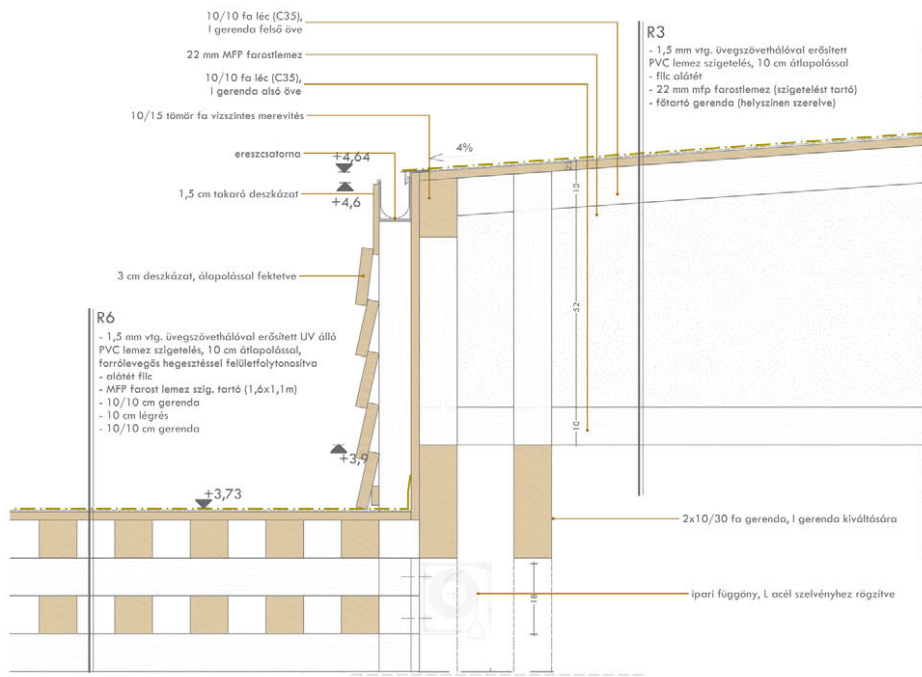 10/10 fa léc (C35),
I gerenda felső öve
22 mm MFP farostlemez
10/10 fa léc (C35),
I gerenda alsó öve
10/15 tömör fa vízszintes merevítés
ereszcsatorna
1,5 cm takaró deszkázat
3 cm deszkázat, álapolással fektetve
R3
- 1,5 mm vtg. üvegszövethálóval erősített
PVC lemez szigetelés, 10 cm átlapolással
- filc alátét
- 22 mm mfp farostlemez (szigetelést tartó)
- főtartó gerenda (helyszínen szerelve)
+4,64
+4,6
4%
22
10
52
10
R6
- 1,5 mm vtg. üvegszövethálóval erősített UV álló
PVC lemez szigetelés, 10 cm átlapolással,
forrólevegős hegesztéssel felületfolytonosítva
- alátét filc
- MFP farost lemez szig. tartó (1,6x1,1m)
- 10/10 cm gerenda
- 10 cm légrés
- 10/10 cm gerenda
+3,9
+3,73
2x10/30 fa gerenda, I gerenda kiváltására
18
ipari függöny, L acél szelvényhez rögzítve